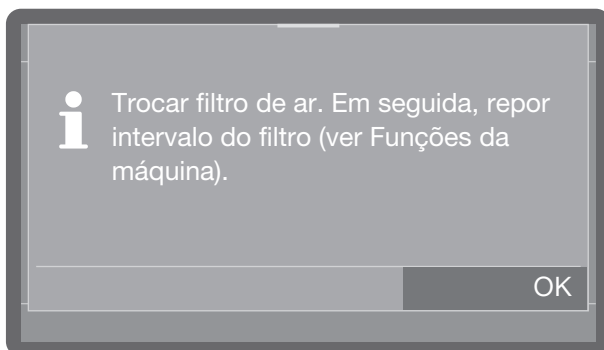 Trocar filtro de ar. Em seguida, repor
intervalo do filtro (ver Funções da
máquina).
OK